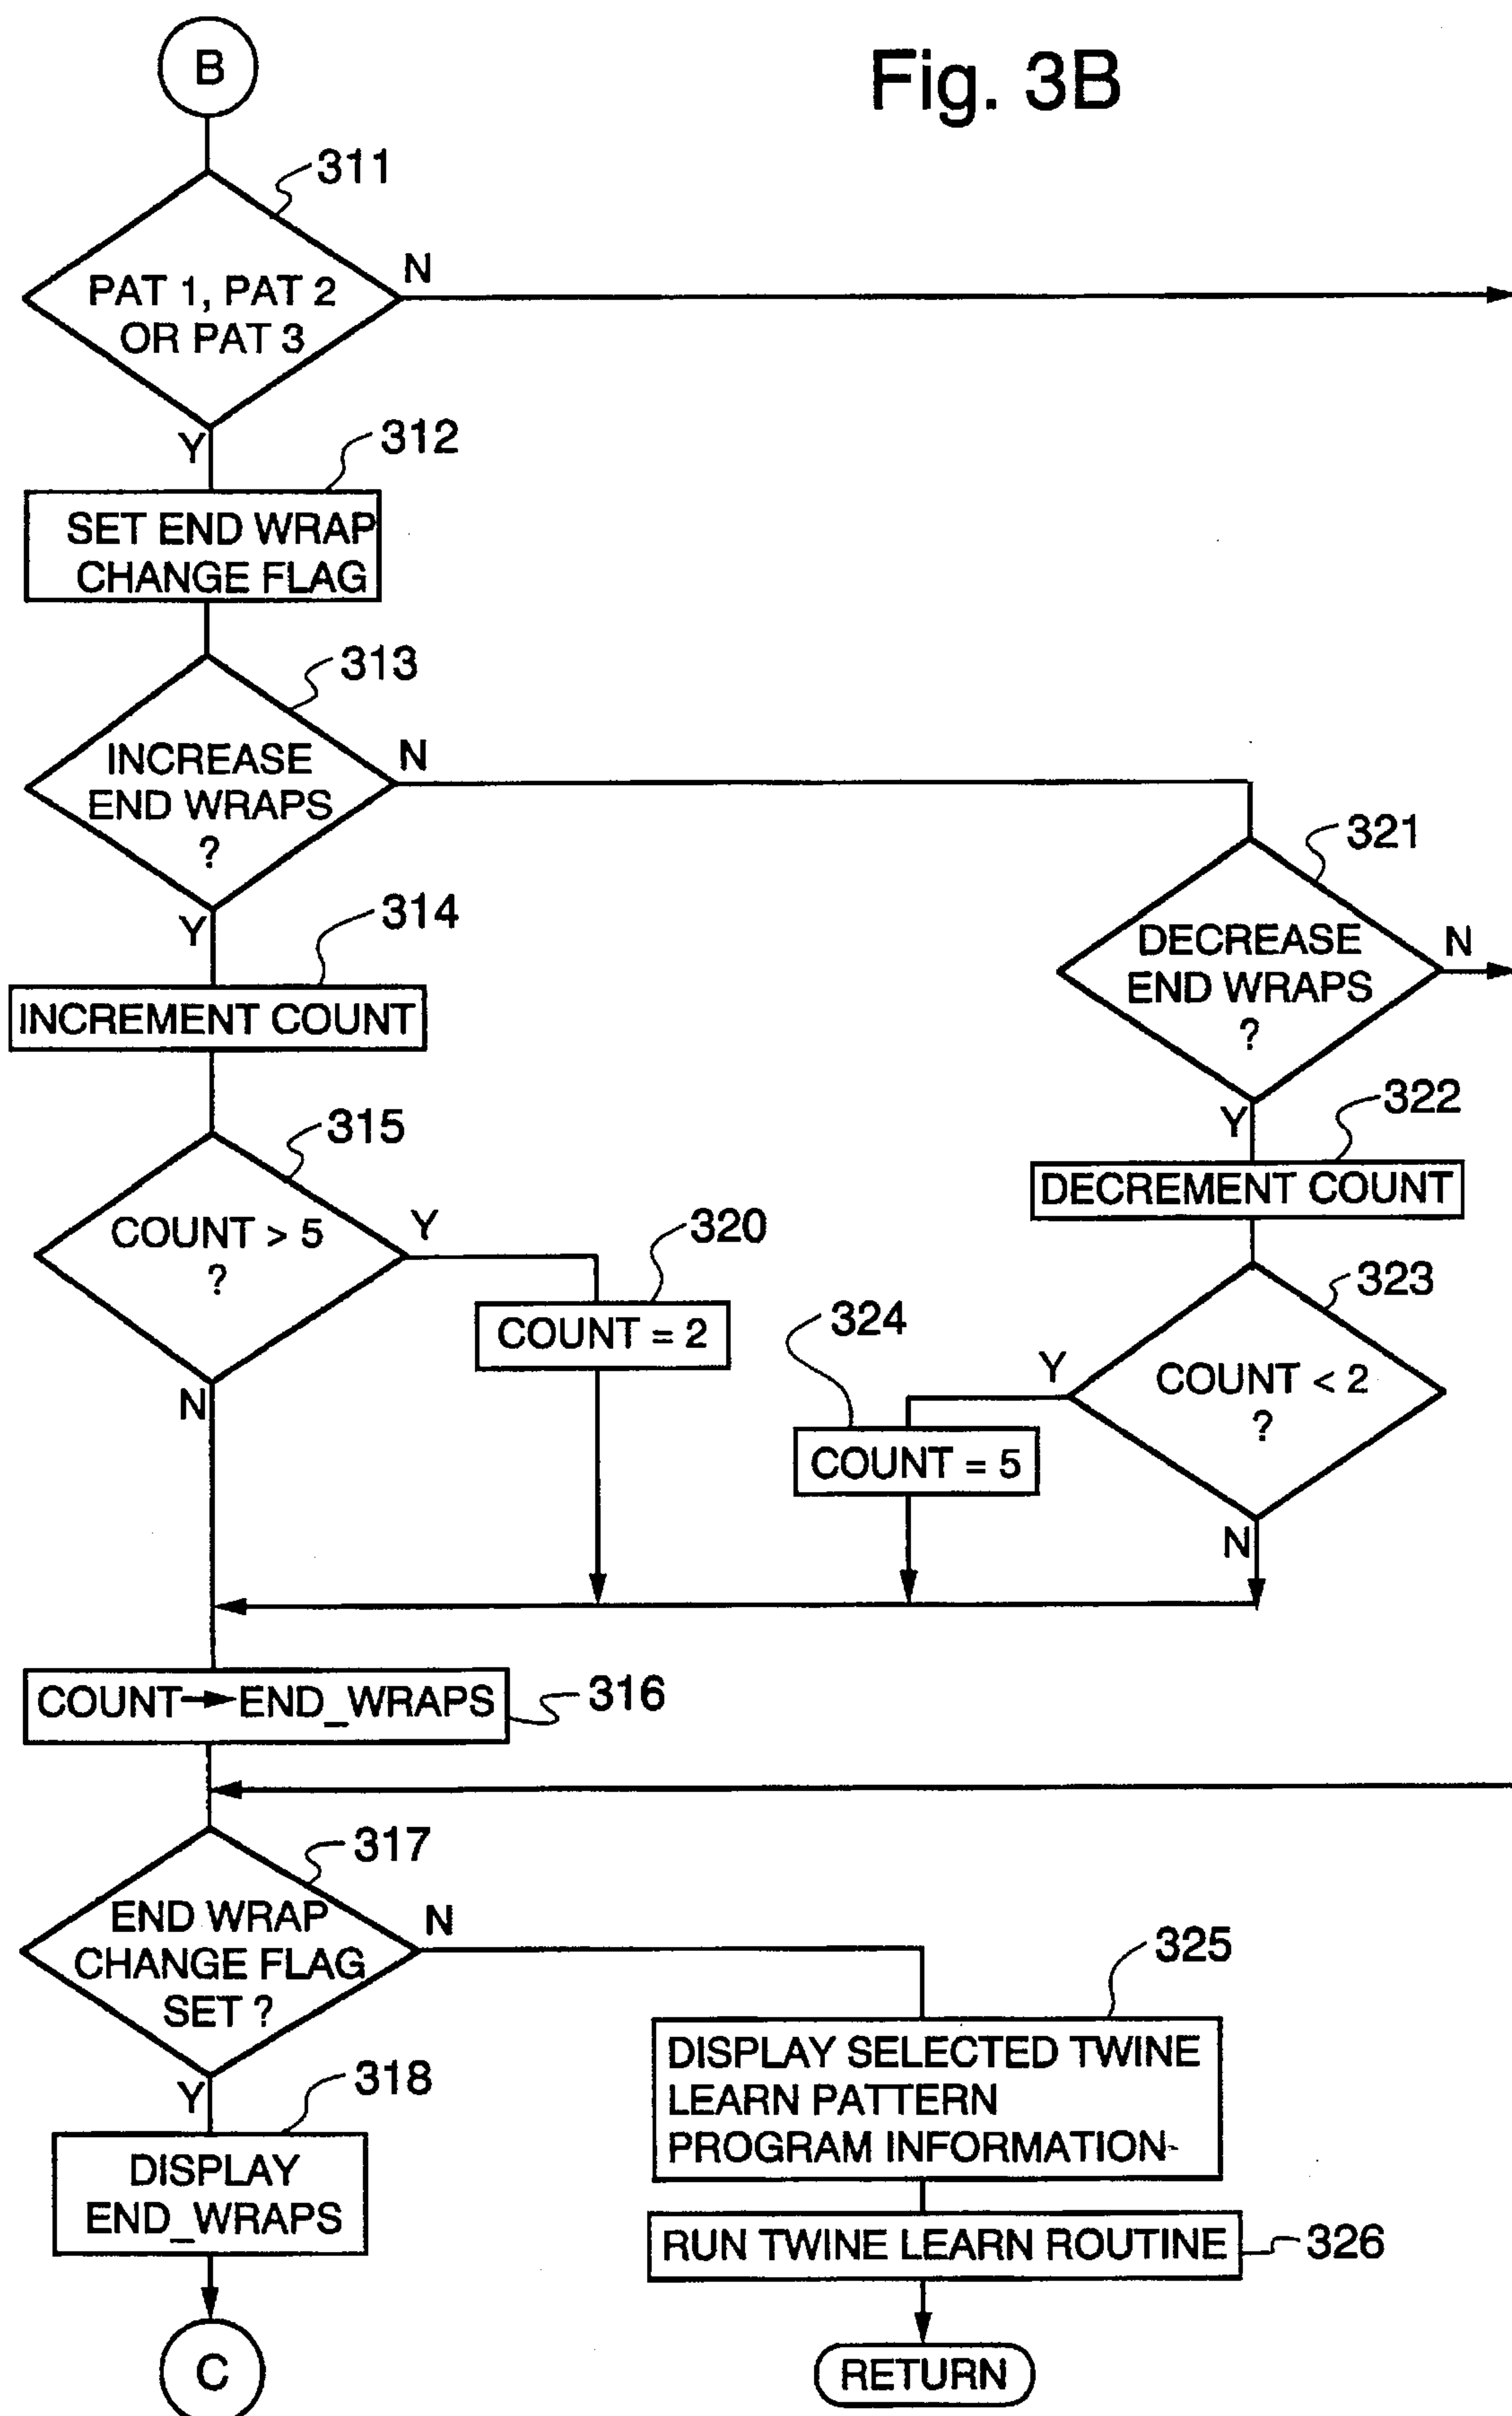 B
Fig. 3B
311
PAT 1, PAT 2
OR PAT 3
N
Y
312
SET END WRAP
CHANGE FLAG
313
INCREASE
END WRAPS
?
N
Y
314
INCREMENT COUNT
321
DECREASE
END WRAPS
?
N
Y
322
DECREMENT COUNT
315
COUNT > 5
?
Y
N
320
COUNT = 2
323
COUNT < 2
?
Y
N
324
COUNT = 5
COUNT→END_WRAPS
316
317
END WRAP
CHANGE FLAG
SET ?
N
Y
318
DISPLAY
END_WRAPS
C
325
DISPLAY SELECTED TWINE
LEARN PATTERN
PROGRAM INFORMATION
RUN TWINE LEARN ROUTINE
326
RETURN